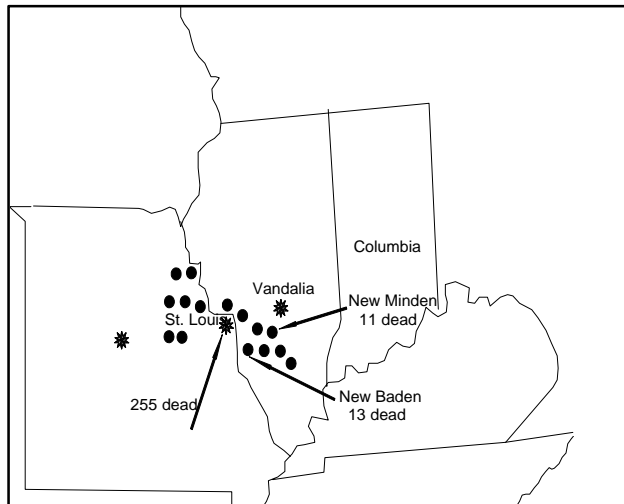 Columbia
Vandalia
New Minden
11 dead
St. Louis
255 dead
New Baden
13 dead